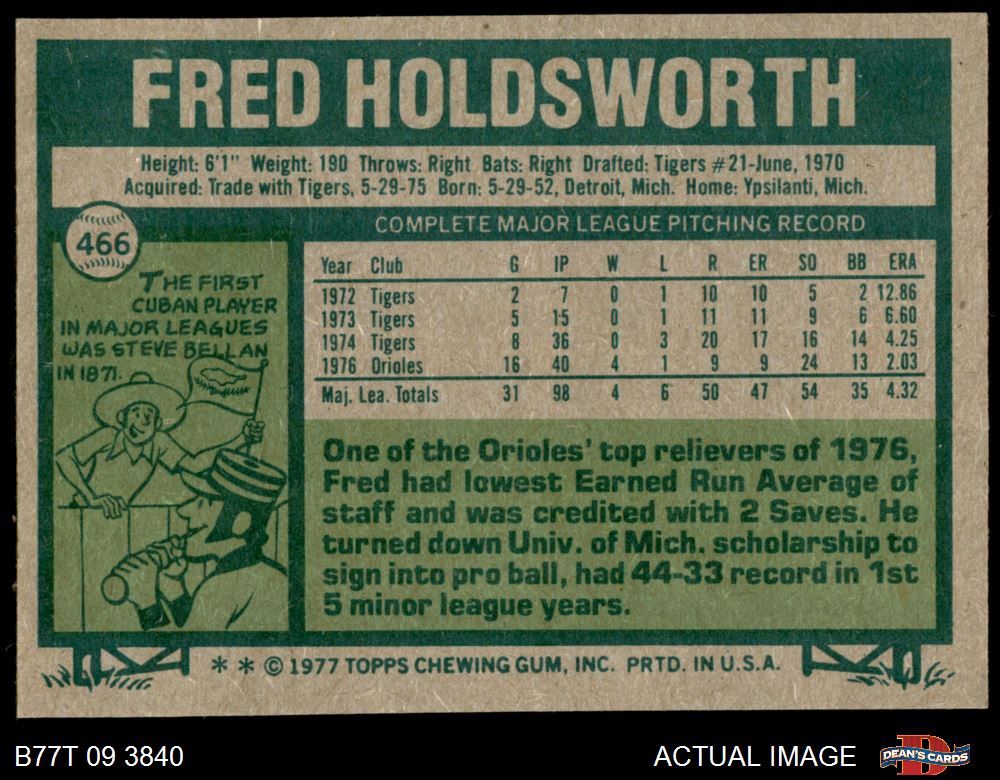 FRED HOLDSWORTH
Height: 6'1" Weight: 190 Throws: Right Bats: Right Drafted: Tigers #21-June, 1970
Acquired: Trade with Tigers, 5-29-75 Born: 5-29-52, Detroit, Mich. Home: Ypsilanti, Mich.
466
THE FIRST
CUBAN PLAYER
IN MAJOR LEAGUES
WAS STEVE BELLAN
IN 1871.
COMPLETE MAJOR LEAGUE PITCHING RECORD
Year Club G IP W L R ER SO BB ERA
1972 Tigers 2 7 0 1 10 10 5 2 12.86
1973 Tigers 5 15 0 1 11 11 9 6 6.60
1974 Tigers 8 36 0 3 20 17 16 14 4.25
1976 Orioles 16 40 4 1 9 9 24 13 2.03
Maj. Lea. Totals 31 98 4 6 50 47 54 35 4.32
One of the Orioles' top relievers of 1976,
Fred had lowest Earned Run Average of
staff and was credited with 2 Saves. He
turned down Univ. of Mich. scholarship to
sign into pro ball, had 44-33 record in 1st
5 minor league years.
* * © 1977 TOPPS CHEWING GUM, INC. PRTD. IN U.S.A.
B77T 09 3840
ACTUAL IMAGE
DEAN'S CARDS